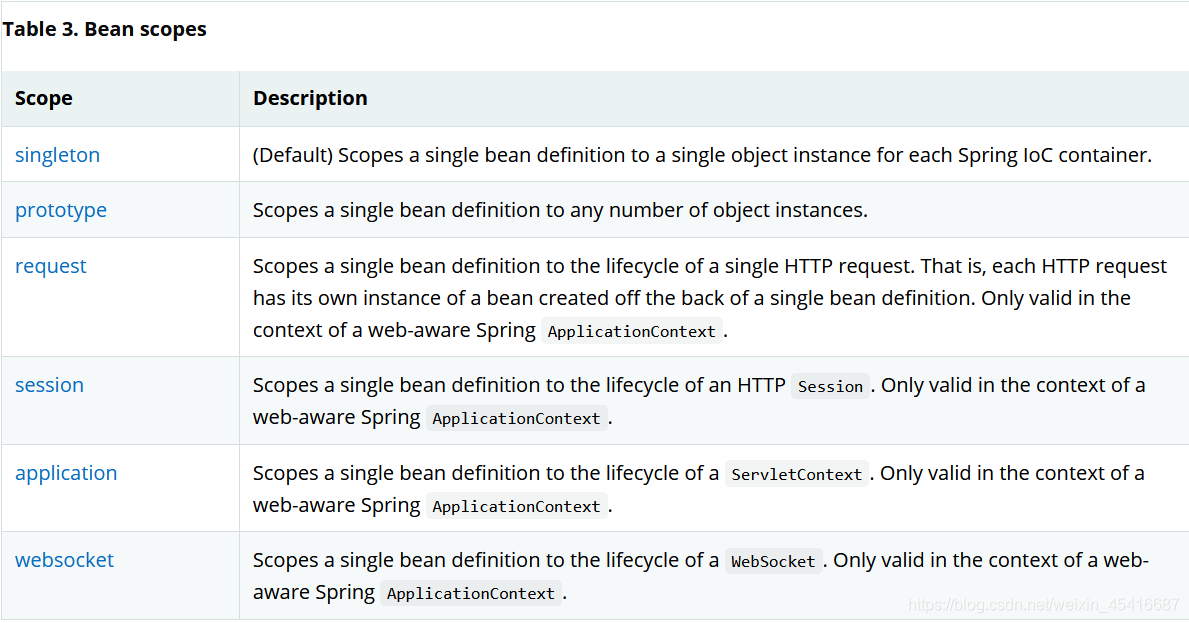 Table 3. Bean scopes
Scope Description
singleton (Default) Scopes a single bean definition to a single object instance for each Spring IoC container.
prototype Scopes a single bean definition to any number of object instances.
request Scopes a single bean definition to the lifecycle of a single HTTP request. That is, each HTTP request
has its own instance of a bean created off the back of a single bean definition. Only valid in the
context of a web-aware Spring ApplicationContext.
session Scopes a single bean definition to the lifecycle of an HTTP Session. Only valid in the context of a
web-aware Spring ApplicationContext.
application Scopes a single bean definition to the lifecycle of a ServletContext. Only valid in the context of a
web-aware Spring ApplicationContext.
websocket Scopes a single bean definition to the lifecycle of a WebSocket. Only valid in the context of a web-
aware Spring ApplicationContext.
https://blog.csdn.net/weixin_45416687